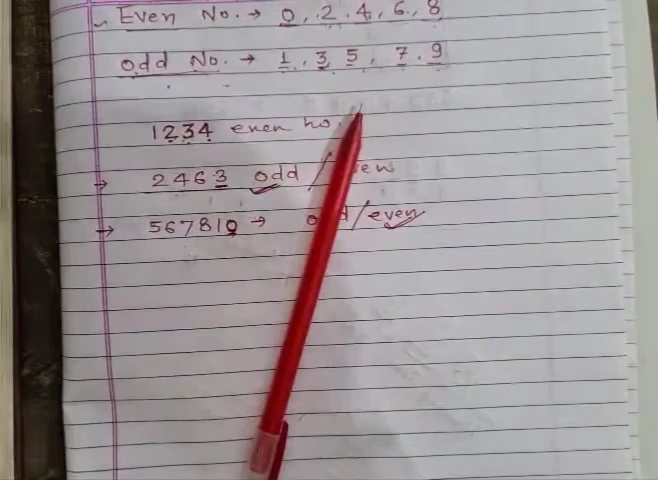 Even No. → 0, 2, 4, 6, 8
Odd No. → 1, 3, 5, 7, 9
1234 even no.
→ 2463 odd /
→ 567810 → /even